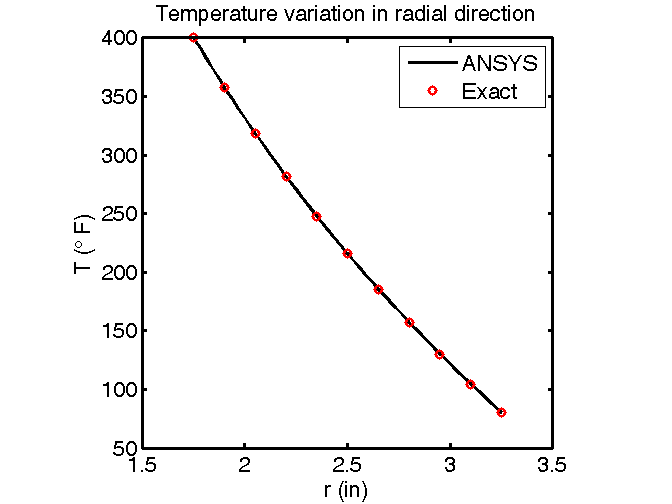 Temperature variation in radial direction
400
350
300
250
200
150
100
50
T (° F)
ANSYS
Exact
1.5 2 2.5 3 3.5
r (in)